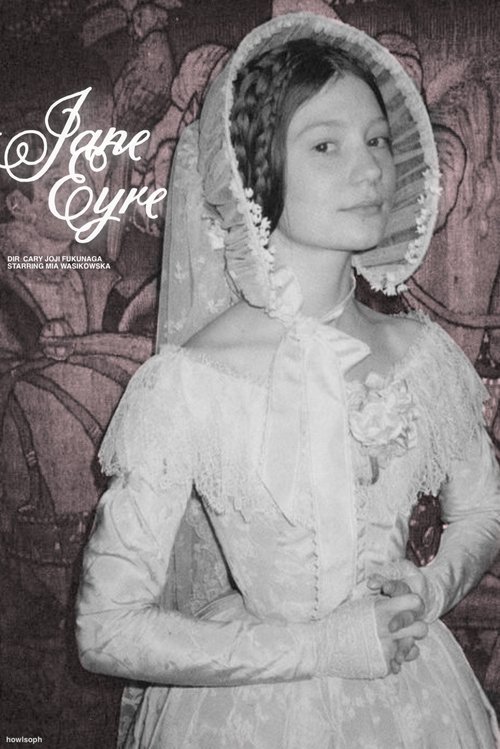 Jane
Eyre
DIR CARY JOJI FUKUNAGA
STARRING MIA WASIKOWSKA
howlsoph